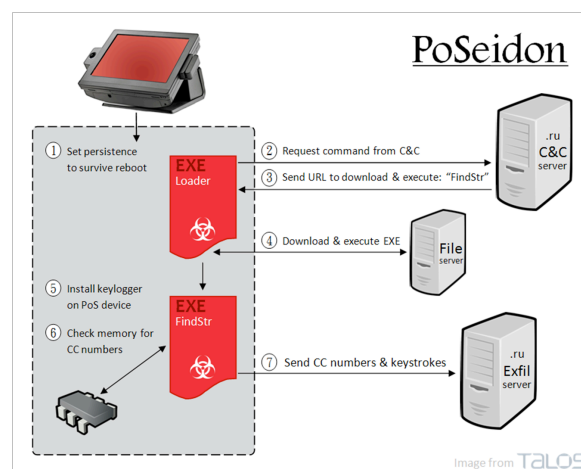 PoSeidon
① Set persistence
to survive reboot
EXE
Loader
② Request command from C&C
③ Send URL to download & execute: "FindStr"
.ru
C&C
server
④ Download & execute EXE
File
server
⑤ Install keylogger
on PoS device
⑥ Check memory for
CC numbers
EXE
FindStr
⑦ Send CC numbers & keystrokes
.ru
Exfil
server
Image from TALOS